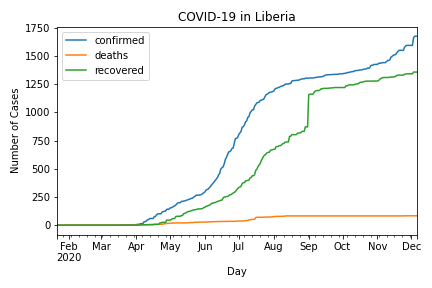 COVID-19 in Liberia
1750
1500
1250
1000
750
500
250
0
Number of Cases
confirmed
deaths
recovered
Feb Mar Apr May Jun Jul Aug Sep Oct Nov Dec
2020
Day